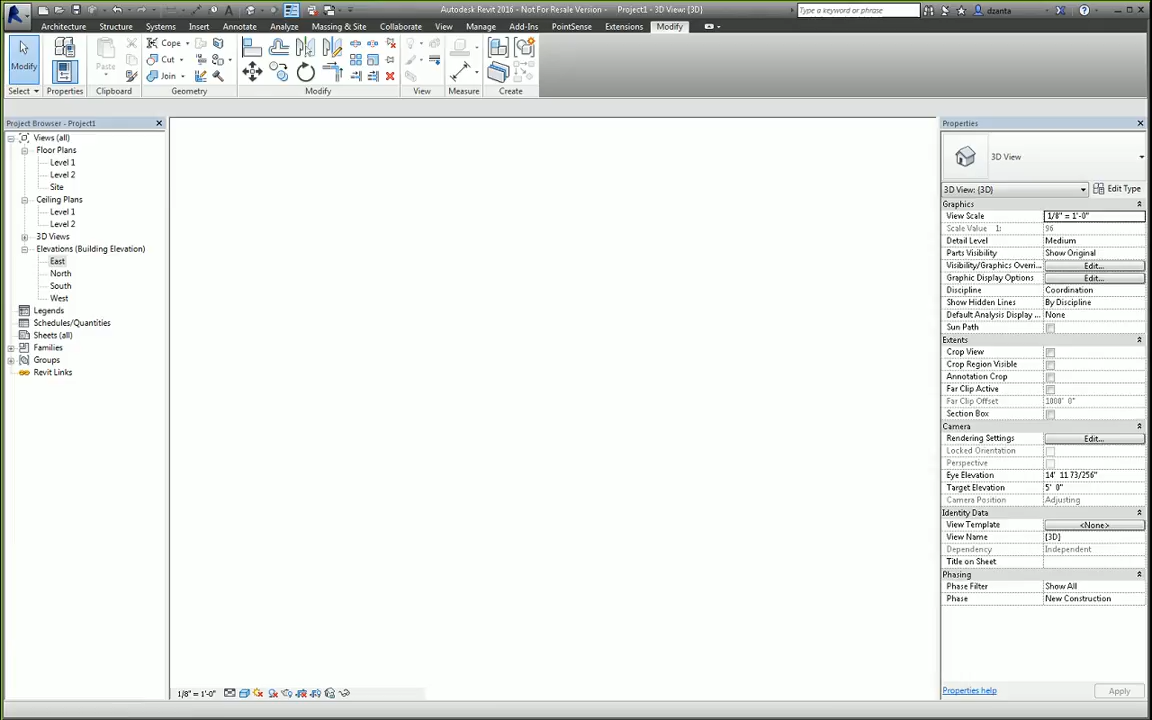 Autodesk Revit 2016 - Not For Resale Version - Project1 - 3D View: {3D}
Type a keyword or phrase
dzanta
Architecture Structure Systems Insert Annotate Analyze Massing & Site Collaborate View Manage Add-Ins PointSense Extensions Modify
Modify Paste Cope Cut Join
Select Properties Clipboard Geometry Modify View Measure Create
Project Browser - Project1
Views (all)
Floor Plans
Level 1
Level 2
Site
Ceiling Plans
Level 1
Level 2
3D Views
Elevations (Building Elevation)
East
North
South
West
Legends
Schedules/Quantities
Sheets (all)
Families
Groups
Revit Links
1/8" = 1'-0"
Properties
3D View
3D View: {3D} Edit Type
Graphics
View Scale 1/8" = 1'-0"
Scale Value 1: 96
Detail Level Medium
Parts Visibility Show Original
Visibility/Graphics Overri... Edit...
Graphic Display Options Edit...
Discipline Coordination
Show Hidden Lines By Discipline
Default Analysis Display ... None
Sun Path
Extents
Crop View
Crop Region Visible
Annotation Crop
Far Clip Active
Far Clip Offset 1000' 0"
Section Box
Camera
Rendering Settings Edit...
Locked Orientation
Perspective
Eye Elevation 14' 11 73/256"
Target Elevation 5' 0"
Camera Position Adjusting
Identity Data
View Template <None>
View Name {3D}
Dependency Independent
Title on Sheet
Phasing
Phase Filter Show All
Phase New Construction
Properties help Apply